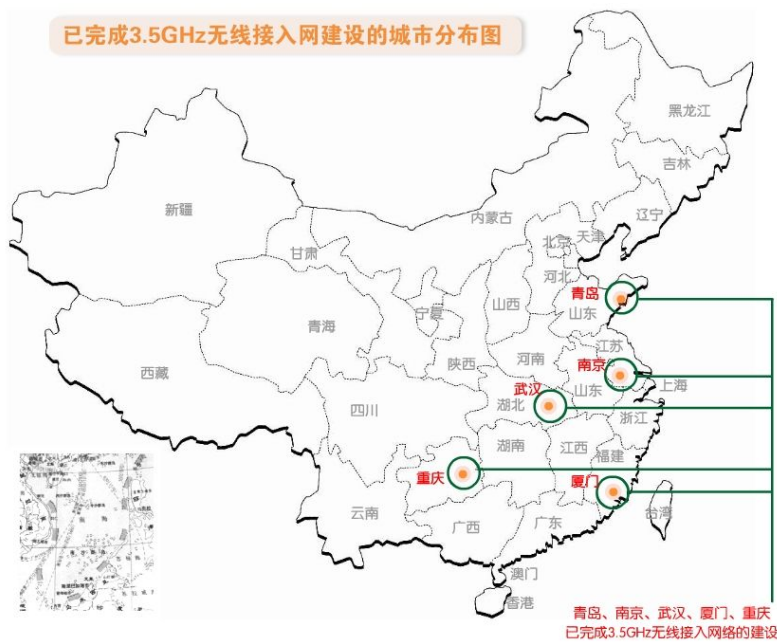 已完成3.5GHz无线接入网建设的城市分布图
黑龙江
吉林
辽宁
新疆
内蒙古
甘肃
北京
天津
河北
青岛
山东
山西
宁夏
青海
江苏
南京
陕西
河南
西藏
武汉
山东
上海
四川
湖北
浙江
湖南
江西
福建
重庆
厦门
云南
广西
广东
台湾
澳门
香港
青岛、南京、武汉、厦门、重庆
已完成3.5GHz无线接入网络的建设